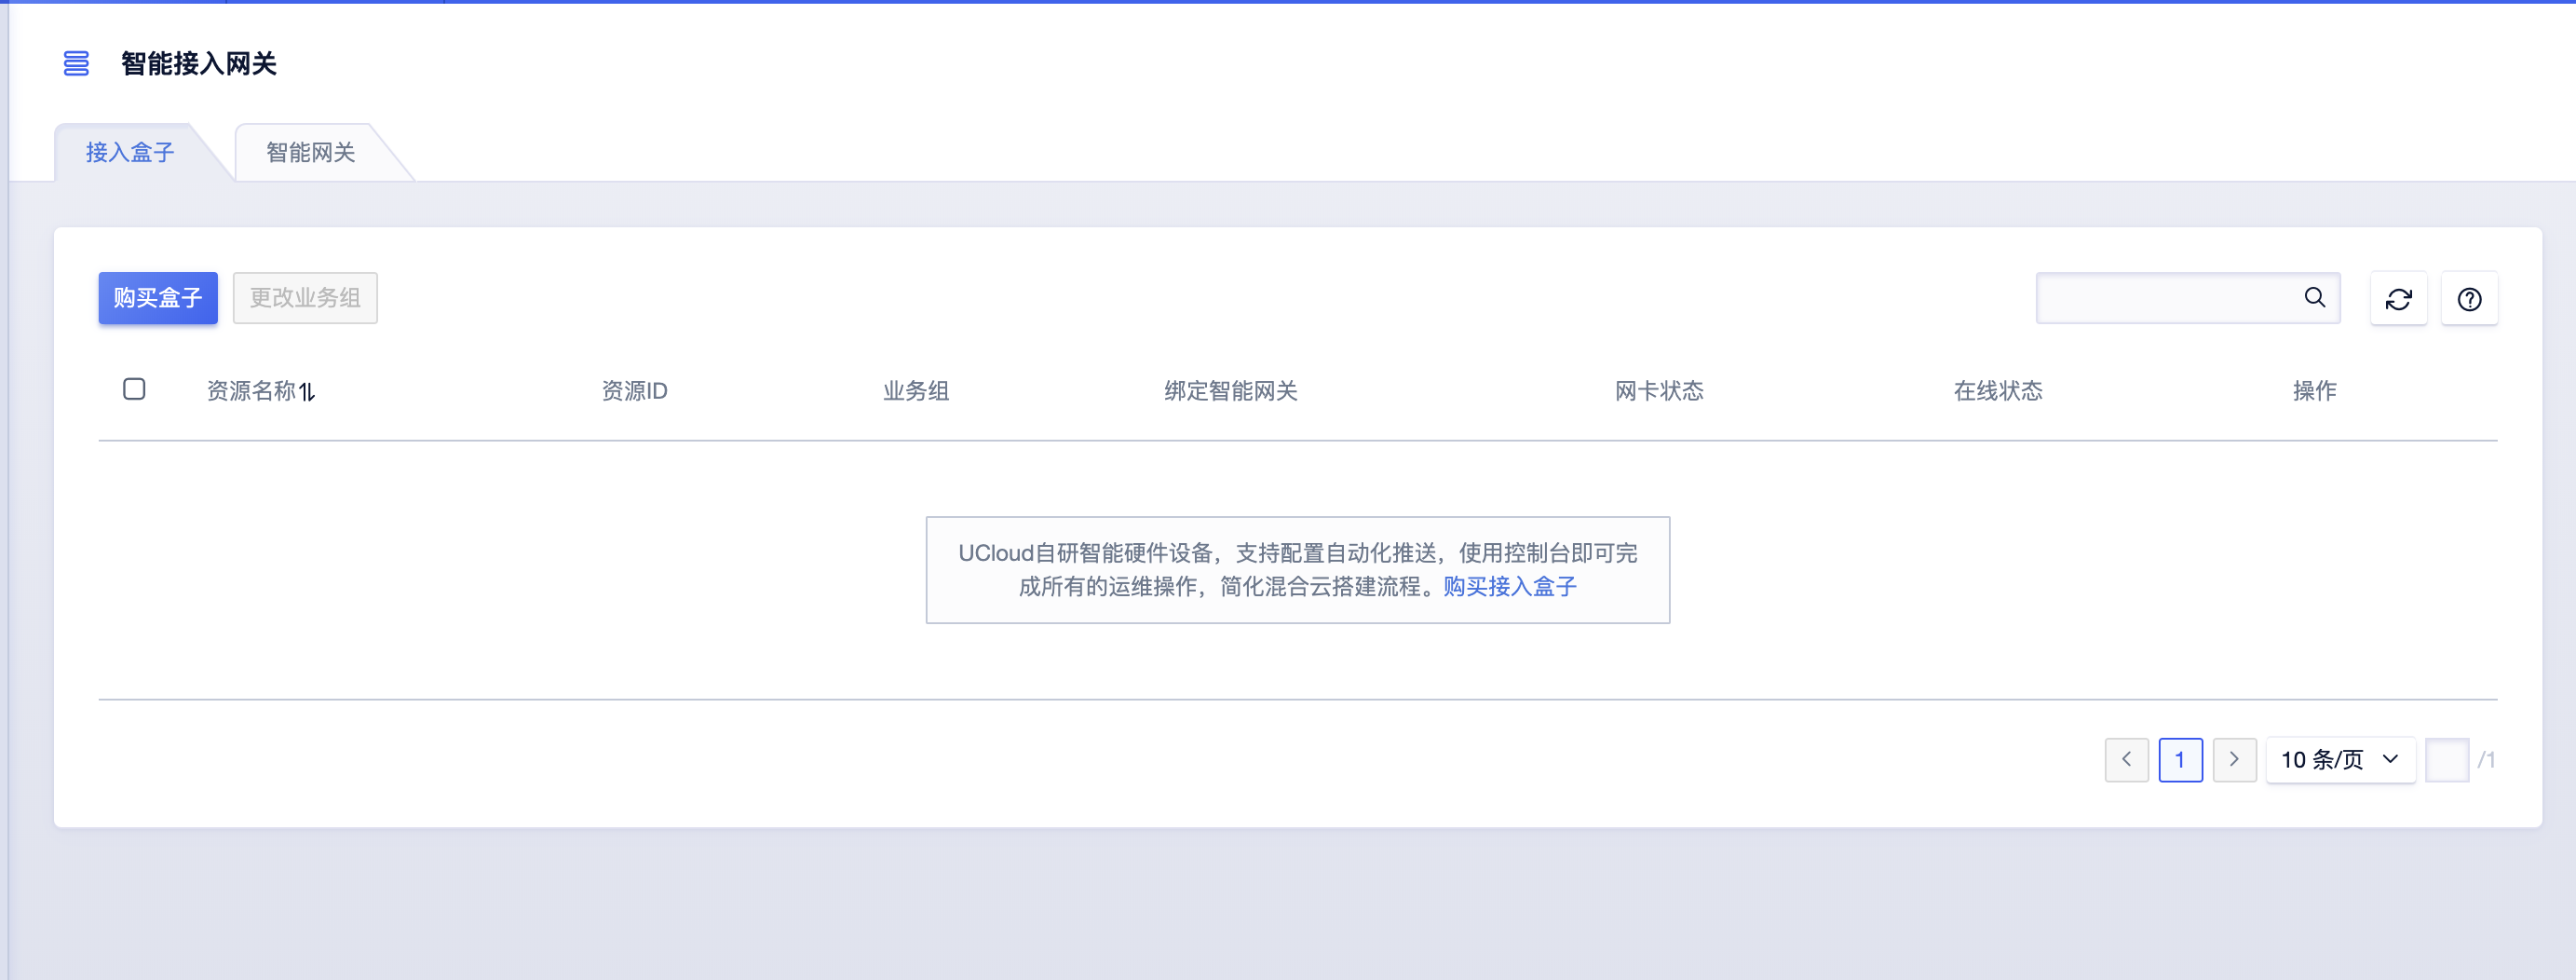 智能接入网关
接入盒子
智能网关
购买盒子
更改业务组
资源名称
资源ID
业务组
绑定智能网关
网卡状态
在线状态
操作
UCloud自研智能硬件设备，支持配置自动化推送，使用控制台即可完
成所有的运维操作，简化混合云搭建流程。购买接入盒子
1
10 条/页
/1